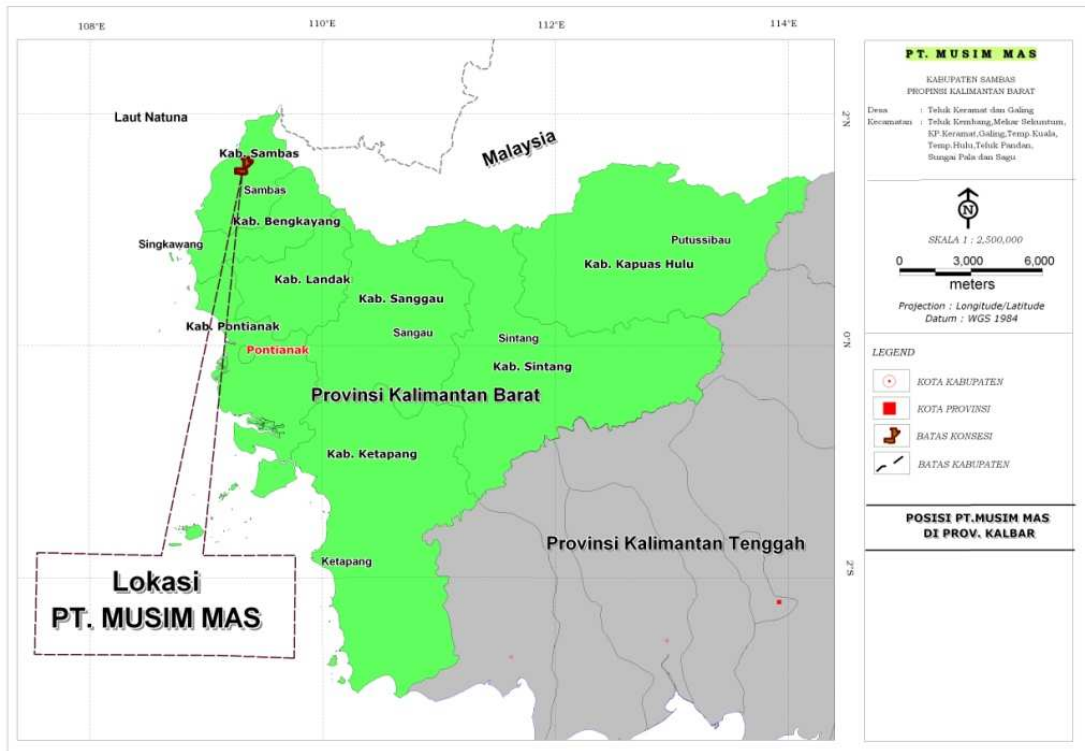 108°E
110°E
112°E
114°E
2°N
0°N
2°S
Laut Natuna
Malaysia
Kab. Sambas
Sambas
Kab. Bengkayang
Singkawang
Putussibau
Kab. Kapuas Hulu
Kab. Landak
Kab. Sanggau
Kab. Pontianak
Sangau
Sintang
Pontianak
Kab. Sintang
Provinsi Kalimantan Barat
Kab. Ketapang
Provinsi Kalimantan Tenggah
Ketapang
Lokasi
PT. MUSIM MAS
PT. MUSIM MAS
KABUPATEN SAMBAS
PROPINSI KALIMANTAN BARAT
Desa : Teluk Keramat dan Galing
Kecamatan : Teluk Kembang,Mekar Sekuntum,
KP.Keramat,Galing,Temp.Kuala,
Temp.Hulu,Teluk Pandan,
Sungai Pala dan Sagu
N
SKALA 1 : 2,500,000
0 3,000 6,000
meters
Projection : Longitude/Latitude
Datum : WGS 1984
LEGEND
KOTA KABUPATEN
KOTA PROVINSI
BATAS KONSESI
BATAS KABUPATEN
POSISI PT.MUSIM MAS
DI PROV. KALBAR